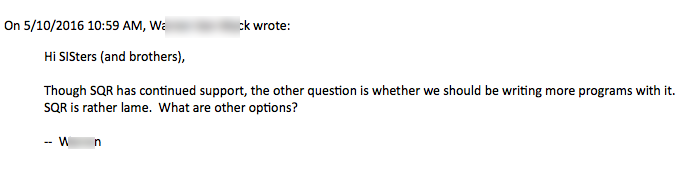 On 5/10/2016 10:59 AM, wrote:
Hi SISters (and brothers),
Though SQR has continued support, the other question is whether we should be writing more programs with it.
SQR is rather lame.  What are other options?
--